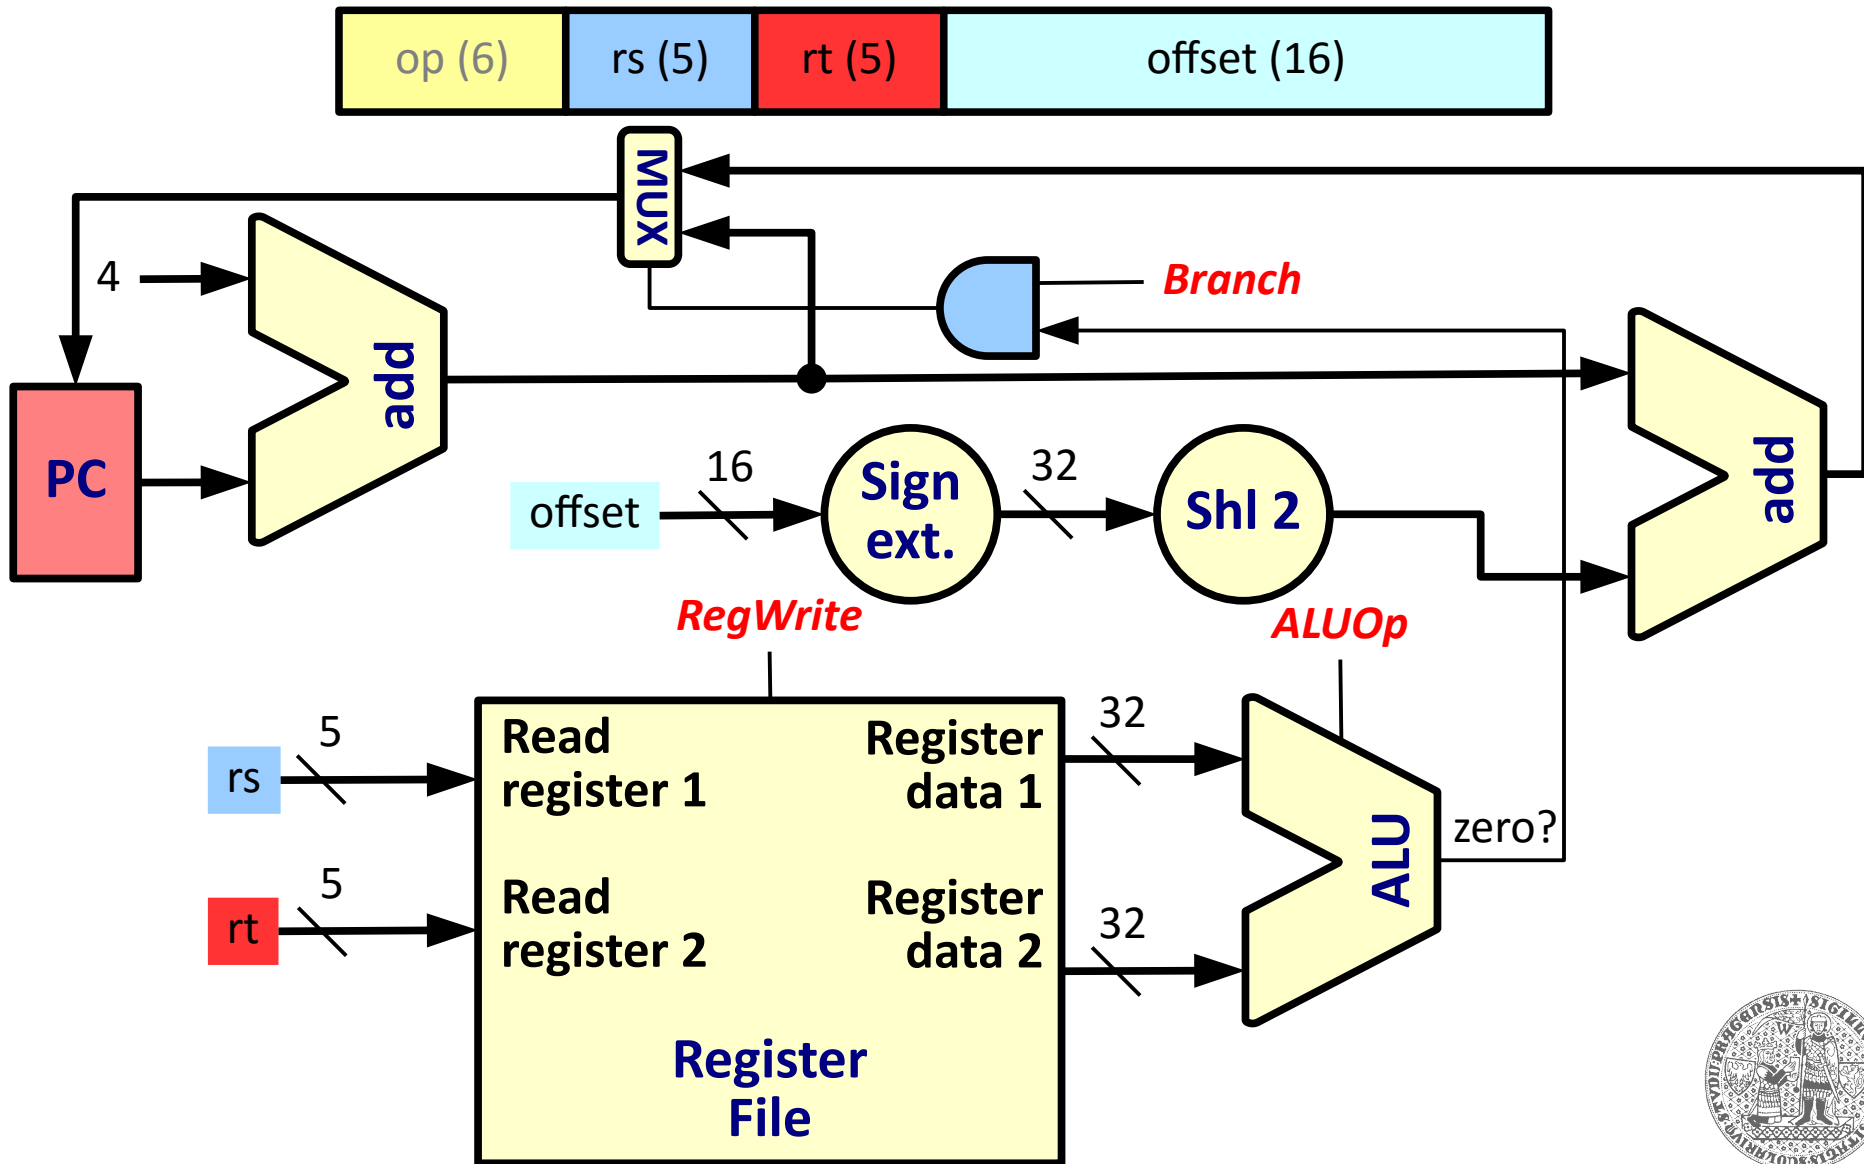 op (6)
rs (5)
rt (5)
offset (16)
MUX
4
Branch
add
PC
add
offset
16
Sign
ext.
32
Shl 2
RegWrite
ALUOp
rs
5
Read
register 1
Register
data 1
32
rt
5
Read
register 2
Register
data 2
32
ALU
zero?
Register
File